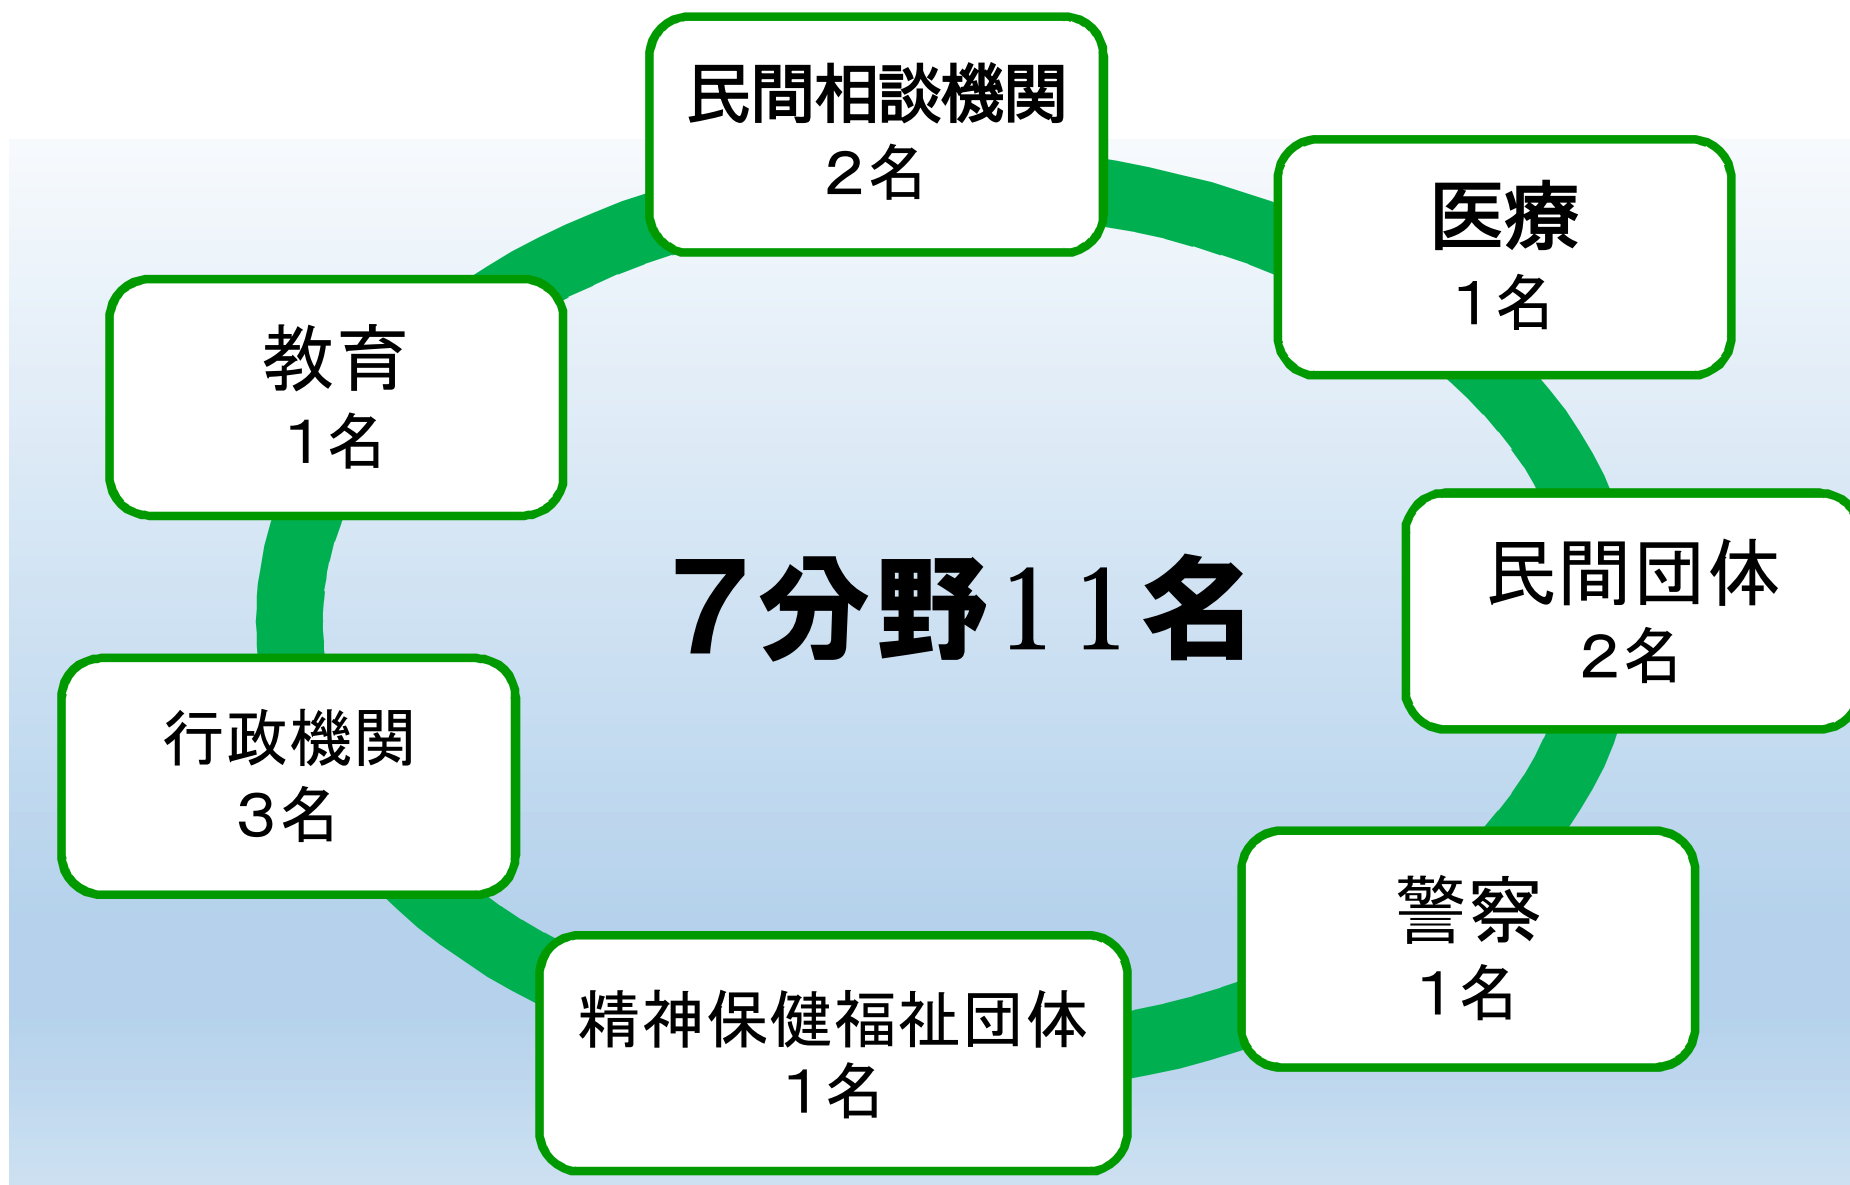 民間相談機関
２名
医療
１名
教育
１名
民間団体
２名
７分野11名
行政機関
３名
警察
１名
精神保健福祉団体
１名